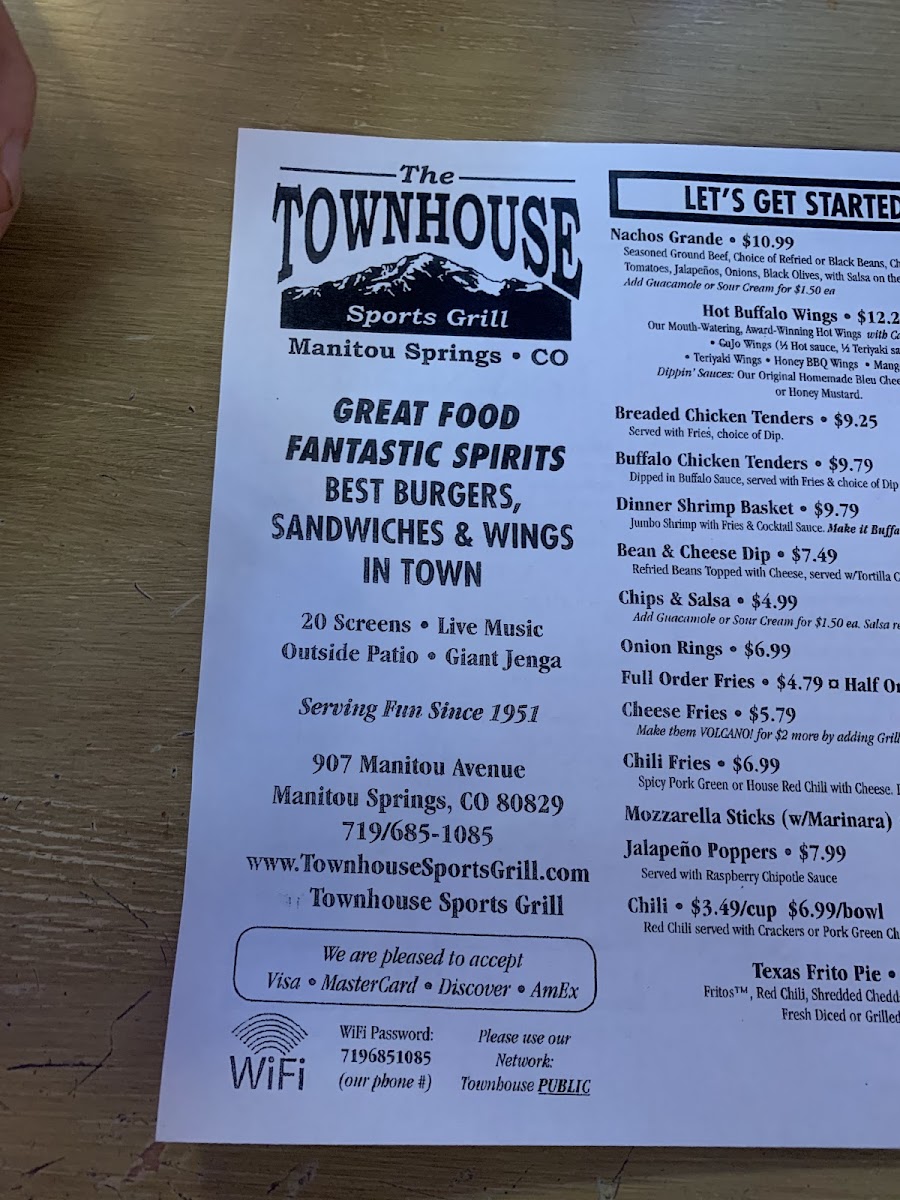 The
TOWNHOUSE
Sports Grill
Manitou Springs • CO
GREAT FOOD
FANTASTIC SPIRITS
BEST BURGERS,
SANDWICHES & WINGS
IN TOWN
20 Screens • Live Music
Outside Patio • Giant Jenga
Serving Fun Since 1951
907 Manitou Avenue
Manitou Springs, CO 80829
719/685-1085
www.TownhouseSportsGrill.com
Townhouse Sports Grill
We are pleased to accept
Visa • MasterCard • Discover • AmEx
WiFi
WiFi Password:
7196851085
(our phone #)
Please use our
Network:
Townhouse PUBLIC
LET'S GET STARTED
Nachos Grande • $10.99
Seasoned Ground Beef, Choice of Refried or Black Beans,
Tomatoes, Jalapeños, Onions, Black Olives, with Salsa on the
Add Guacamole or Sour Cream for $1.50 ea
Hot Buffalo Wings • $12.2
Our Mouth-Watering, Award-Winning Hot Wings with
• GuJo Wings (½ Hot sauce, ½ Teriyaki
• Teriyaki Wings • Honey BBQ Wings •
Dippin' Sauces: Our Original Homemade Bleu
or Honey Mustard.
Breaded Chicken Tenders • $9.25
Served with Fries, choice of Dip.
Buffalo Chicken Tenders • $9.79
Dipped in Buffalo Sauce, served with Fries & choice of Dip
Dinner Shrimp Basket • $9.79
Jumbo Shrimp with Fries & Cocktail Sauce. Make it
Bean & Cheese Dip • $7.49
Refried Beans Topped with Cheese, served w/Tortilla
Chips & Salsa • $4.99
Add Guacamole or Sour Cream for $1.50 ea. Salsa
Onion Rings • $6.99
Full Order Fries • $4.79 ¤ Half
Cheese Fries • $5.79
Make them VOLCANO! for $2 more by adding
Chili Fries • $6.99
Spicy Pork Green or House Red Chili with Cheese.
Mozzarella Sticks (w/Marinara)
Jalapeño Poppers • $7.99
Served with Raspberry Chipotle Sauce
Chili • $3.49/cup $6.99/bowl
Red Chili served with Crackers or Pork Green
Texas Frito Pie •
Fritos™, Red Chili, Shredded
Fresh Diced or Grilled